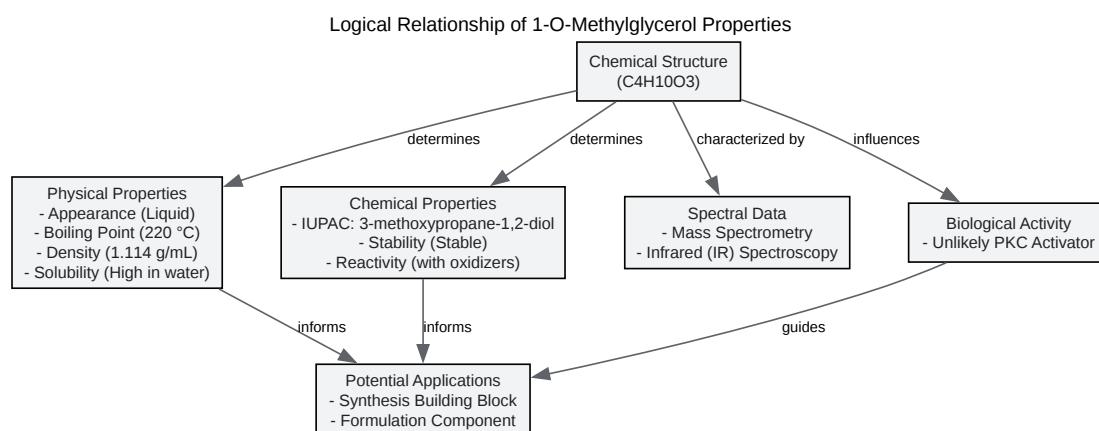 Logical Relationship of 1-O-Methylglycerol Properties
Chemical Structure
(C4H10O3)
determines
determines
characterized by
influences
Physical Properties
- Appearance (Liquid)
- Boiling Point (220 °C)
- Density (1.114 g/mL)
- Solubility (High in water)
Chemical Properties
- IUPAC: 3-methoxypropane-1,2-diol
- Stability (Stable)
- Reactivity (with oxidizers)
Spectral Data
- Mass Spectrometry
- Infrared (IR) Spectroscopy
Biological Activity
- Unlikely PKC Activator
informs
informs
guides
Potential Applications
- Synthesis Building Block
- Formulation Component